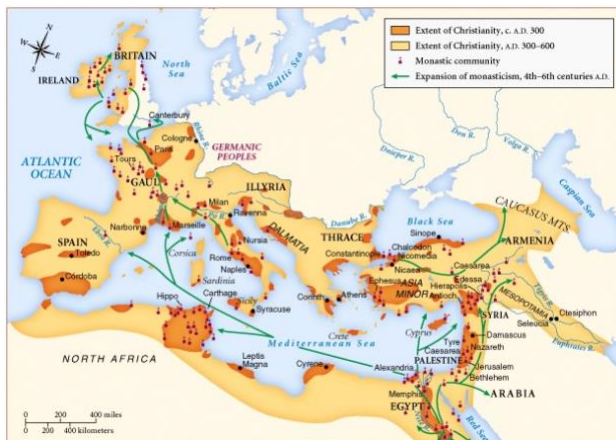 Extent of Christianity, c. A.D. 300
Extent of Christianity, A.D. 300–600
Monastic community
Expansion of monasticism, 4th–6th centuries A.D.
N
E
S
W
BRITAIN
North
Sea
Baltic Sea
IRELAND
Canterbury
Cologne
Rhine R.
GERMANIC
PEOPLES
Dnieper R.
Don R.
Volga R.
Paris
ATLANTIC
OCEAN
Tours
GAUL
ILLYRIA
Caspian
Sea
Milan
Po R.
Ravenna
Danube R.
Black Sea
CAUCASUS MTS.
Narbonne
Marseille
DALMATIA
Sinope
ARMENIA
Ebro R.
Corsica
Nursia
THRACE
Chalcedon
SPAIN
Rome
Constantinople
Nicomedia
Toledo
Naples
Nicaea
Caesarea
Sardinia
Ephesus
ASIA
MINOR
Edessa
Hierapolis
Antioch
MESOPOTAMIA
Tigris R.
Córdoba
Carthage
Hippo
Sicily
Syracuse
Corinth
Athens
SYRIA
Ctesiphon
Seleucia
Cyprus
Euphrates R.
Crete
Damascus
Mediterranean Sea
Tyre
Caesarea
Nazareth
NORTH AFRICA
PALESTINE
Leptis
Magna
Cyrene
Alexandria
Jerusalem
Bethlehem
Memphis
ARABIA
EGYPT
Nile R.
Red Sea
0 200 400 miles
0 200 400 kilometers